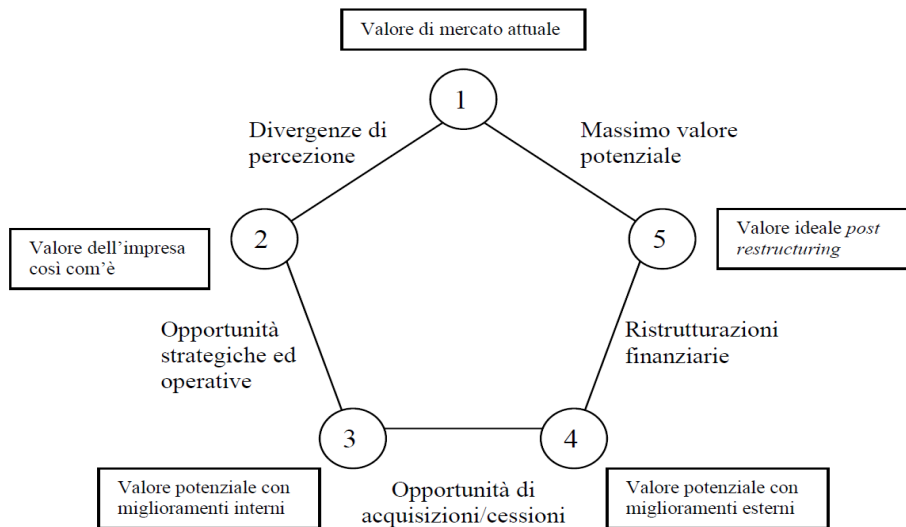 Valore di mercato attuale
1
Divergenze di
percezione
Massimo valore
potenziale
2
Valore dell’impresa
così com’è
5
Valore ideale post
restructuring
Opportunità
strategiche ed
operative
Ristrutturazioni
finanziarie
3
4
Valore potenziale con
miglioramenti interni
Opportunità di
acquisizioni/cessioni
Valore potenziale con
miglioramenti esterni